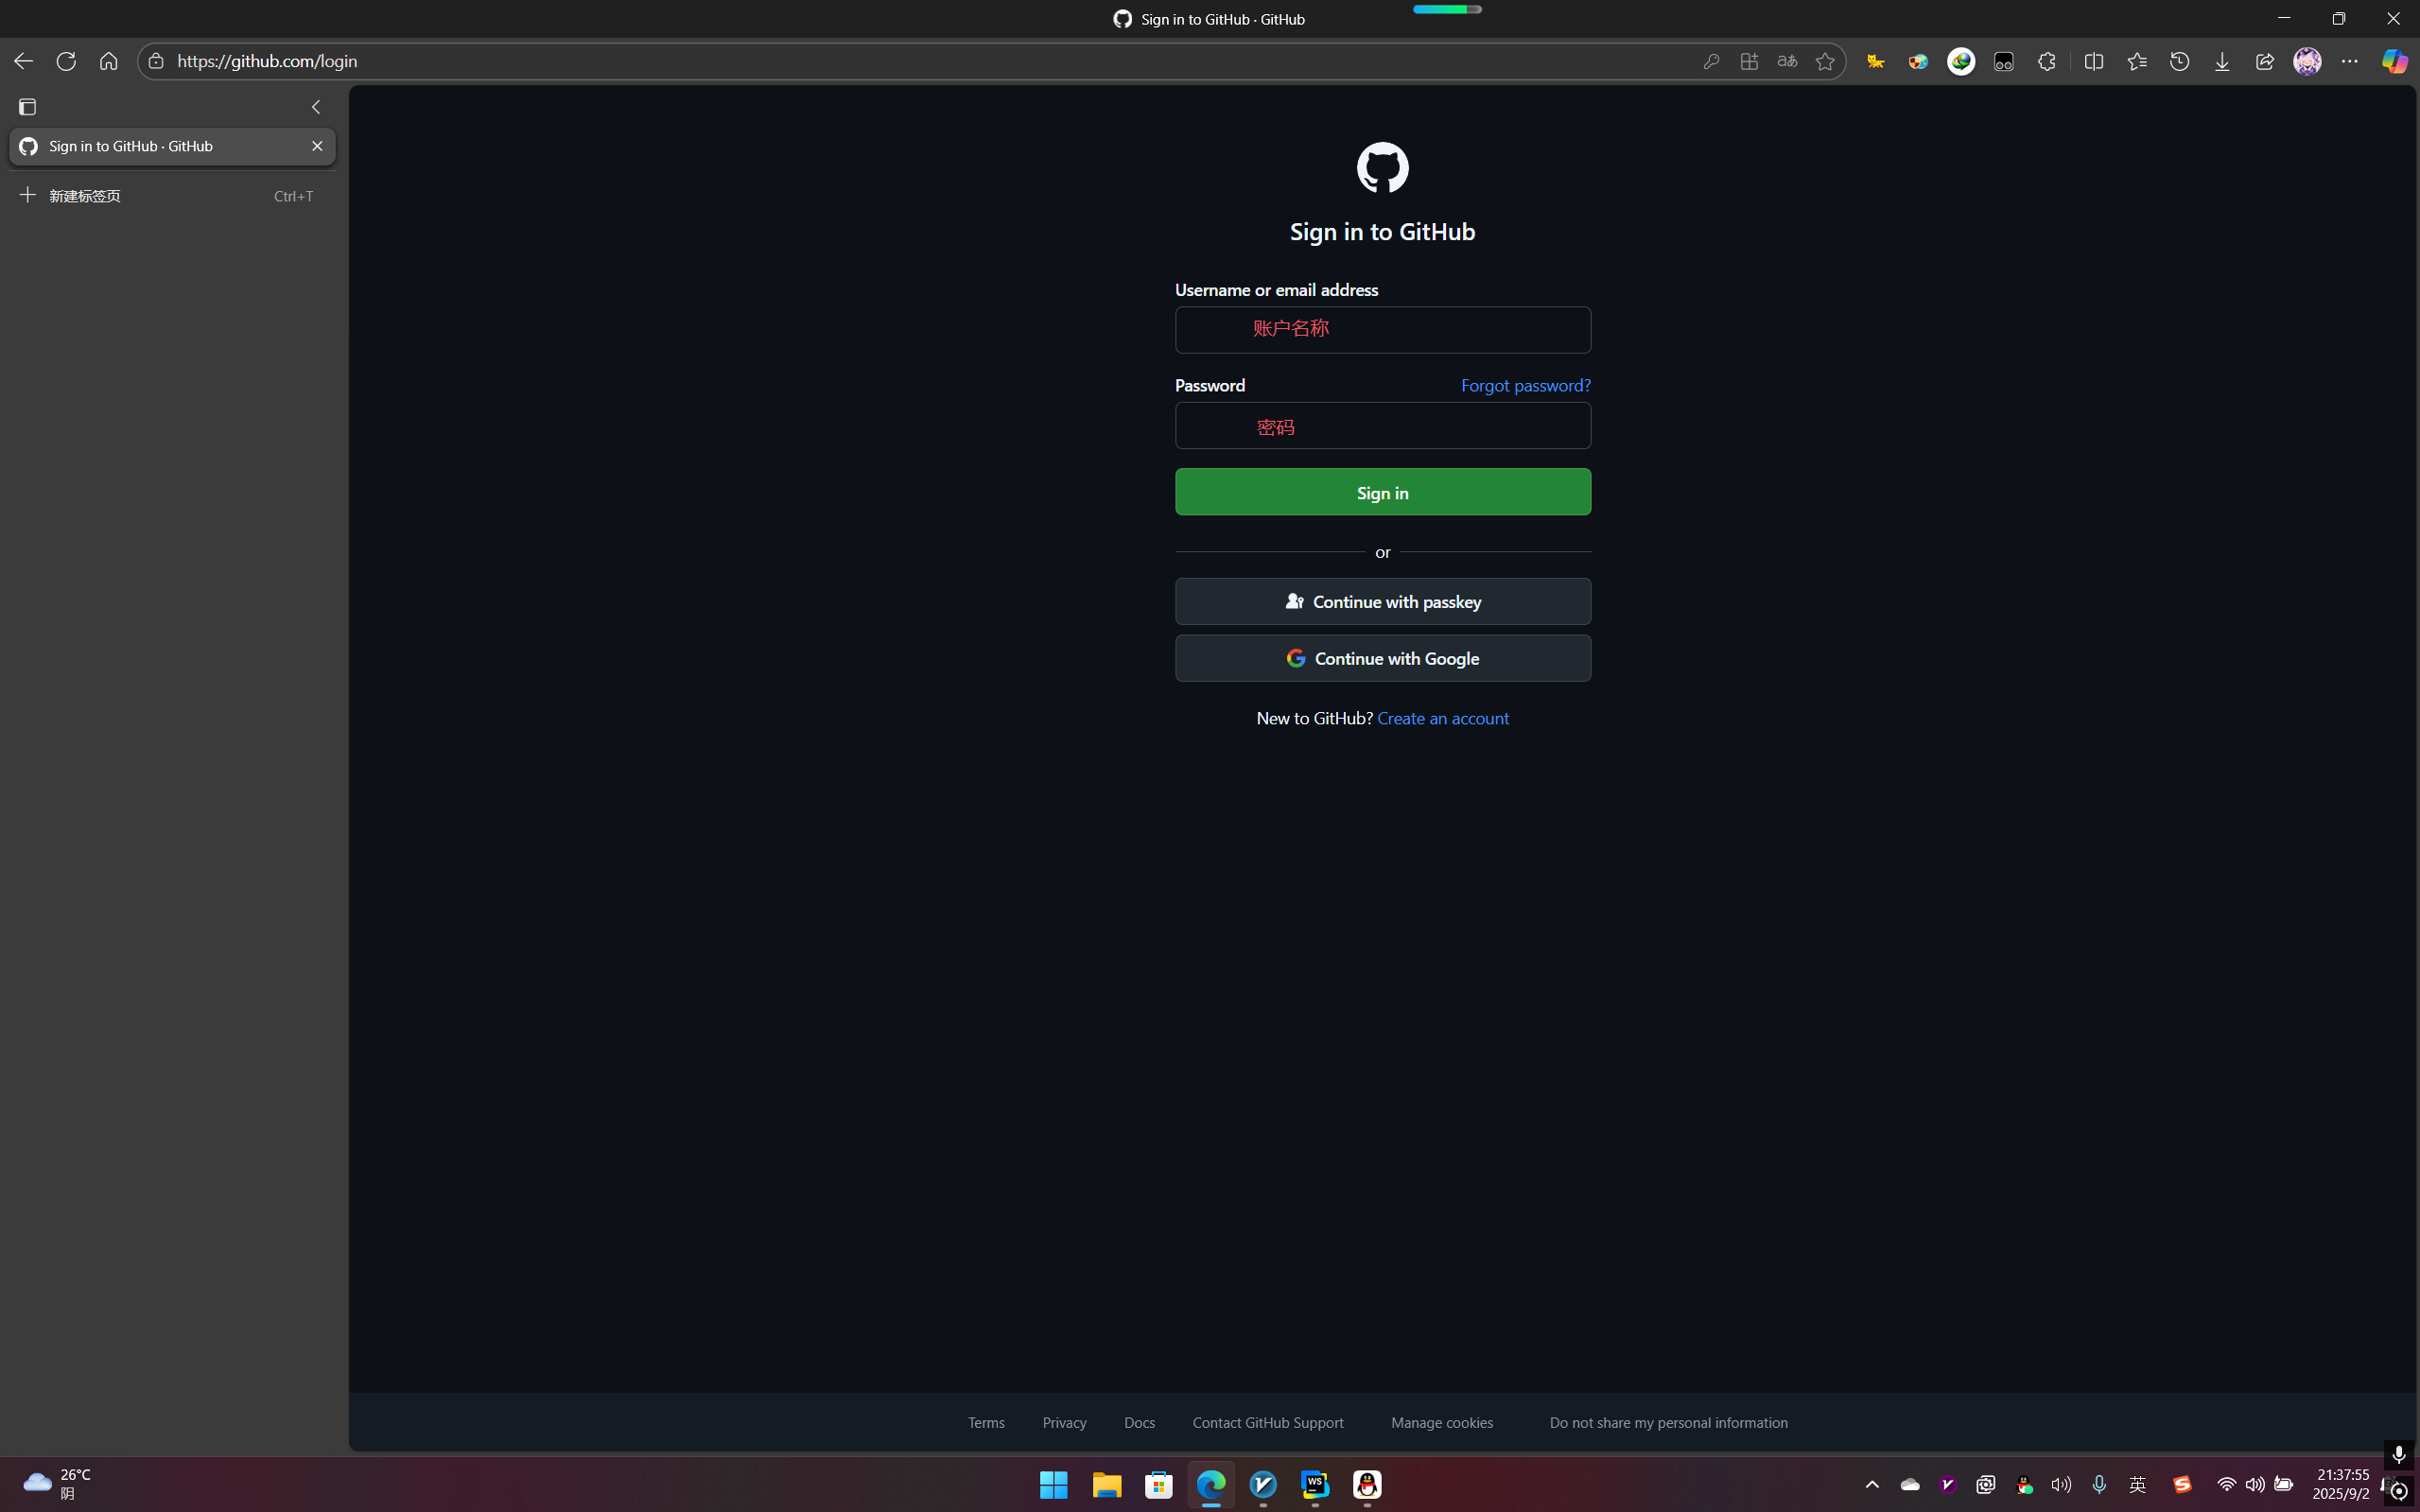 Sign in to GitHub · GitHub
https://github.com/login
aあ
Sign in to GitHub · GitHub
新建标签页 Ctrl+T
Sign in to GitHub
Username or email address
账户名称
Password Forgot password?
密码
Sign in
or
Continue with passkey
Continue with Google
New to GitHub? Create an account
Terms Privacy Docs Contact GitHub Support Manage cookies Do not share my personal information
26°C
阴
WS
英
21:37:55
2025/9/2